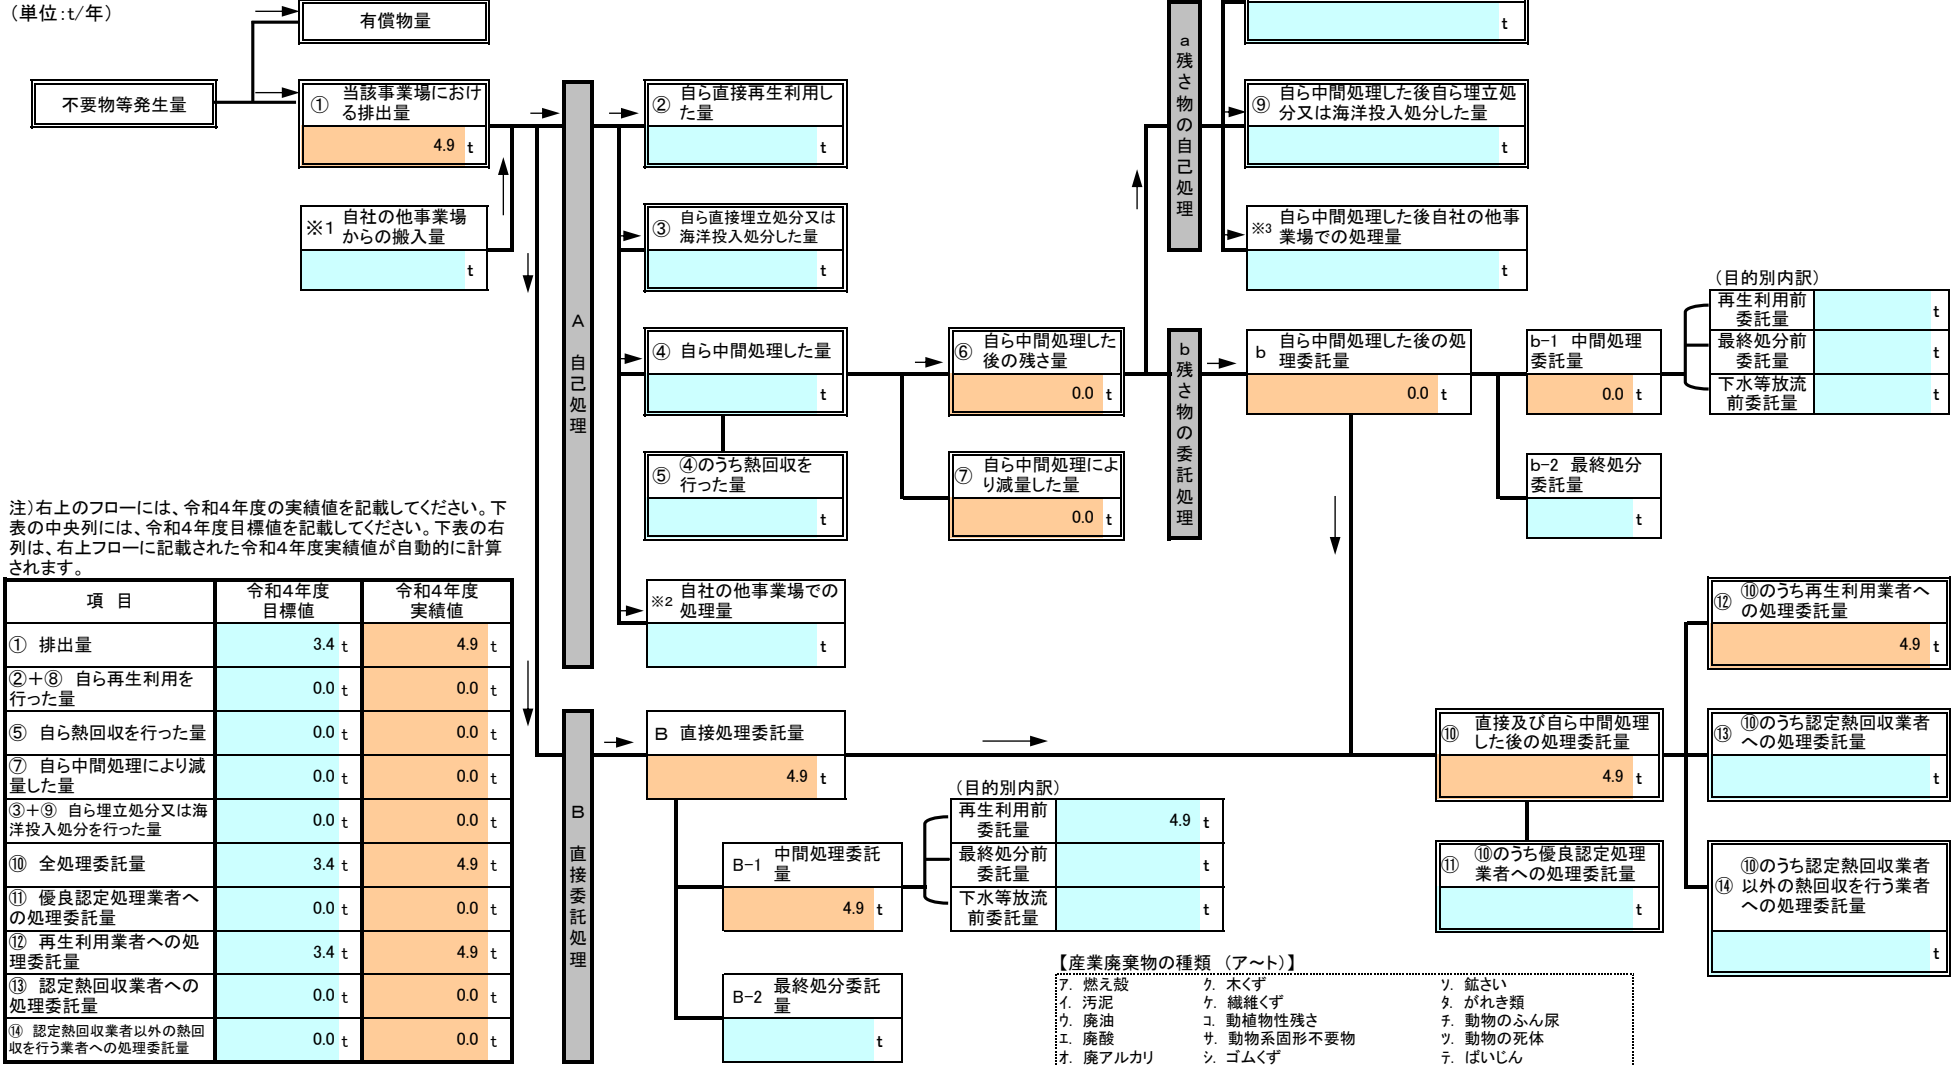 （単位：t／年）
有償物量
不要物等発生量
① 当該事業場におけ
る排出量
4.9 t
※1 自社の他事業場
からの搬入量
t
A 自己処理
② 自ら直接再生利用し
た量
t
③ 自ら直接埋立処分又は
海洋投入処分した量
t
④ 自ら中間処理した量
t
⑤ ④のうち熱回収を
行った量
t
※2 自社の他事業場での
処理量
t
⑥ 自ら中間処理した
後の残さ量
0.0 t
⑦ 自ら中間処理によ
り減量した量
0.0 t
a 残さ物の自己処理
t
⑨ 自ら中間処理した後自ら埋立処
分又は海洋投入処分した量
t
※3 自ら中間処理した後自社の他事
業場での処理量
t
b 残さ物の委託処理
b 自ら中間処理した後の処
理委託量
0.0 t
b-1 中間処理
委託量
0.0 t
b-2 最終処分
委託量
t
（目的別内訳）
再生利用前
委託量
t
最終処分前
委託量
t
下水等放流
前委託量
t
注）右上のフローには、令和4年度の実績値を記載してください。下
表の中央列には、令和4年度目標値を記載してください。下表の右
列は、右上フローに記載された令和4年度実績値が自動的に計算
されます。
項 目 令和4年度
目標値 令和4年度
実績値
① 排出量 3.4 t 4.9 t
②＋⑧ 自ら再生利用を
行った量 0.0 t 0.0 t
⑤ 自ら熱回収を行った量 0.0 t 0.0 t
⑦ 自ら中間処理により減
量した量 0.0 t 0.0 t
③＋⑨ 自ら埋立処分又は海
洋投入処分を行った量 0.0 t 0.0 t
⑩ 全処理委託量 3.4 t 4.9 t
⑪ 優良認定処理業者へ
の処理委託量 0.0 t 0.0 t
⑫ 再生利用業者への処
理委託量 3.4 t 4.9 t
⑬ 認定熱回収業者への
処理委託量 0.0 t 0.0 t
⑭ 認定熱回収業者以外の熱回
収を行う業者への処理委託量 0.0 t 0.0 t
B 直接委託処理
B 直接処理委託量
4.9 t
B-1 中間処理委託
量
4.9 t
B-2 最終処分委託
量
t
（目的別内訳）
再生利用前
委託量
4.9 t
最終処分前
委託量
t
下水等放流
前委託量
t
⑩ 直接及び自ら中間処理
した後の処理委託量
4.9 t
⑪ ⑩のうち優良認定処理
業者への処理委託量
t
⑫ ⑩のうち再生利用業者へ
の処理委託量
4.9 t
⑬ ⑩のうち認定熱回収業者
への処理委託量
t
⑭ ⑩のうち認定熱回収業者
以外の熱回収を行う業者
への処理委託量
t
【産業廃棄物の種類 （ア～ト）】
ア. 燃え殻 ク. 木くず ソ. 鉱さい
イ. 汚泥 ケ. 繊維くず タ. がれき類
ウ. 廃油 コ. 動植物性残さ チ. 動物のふん尿
エ. 廃酸 サ. 動物系固形不要物 ツ. 動物の死体
オ. 廃アルカリ シ. ゴムくず テ. ばいじん